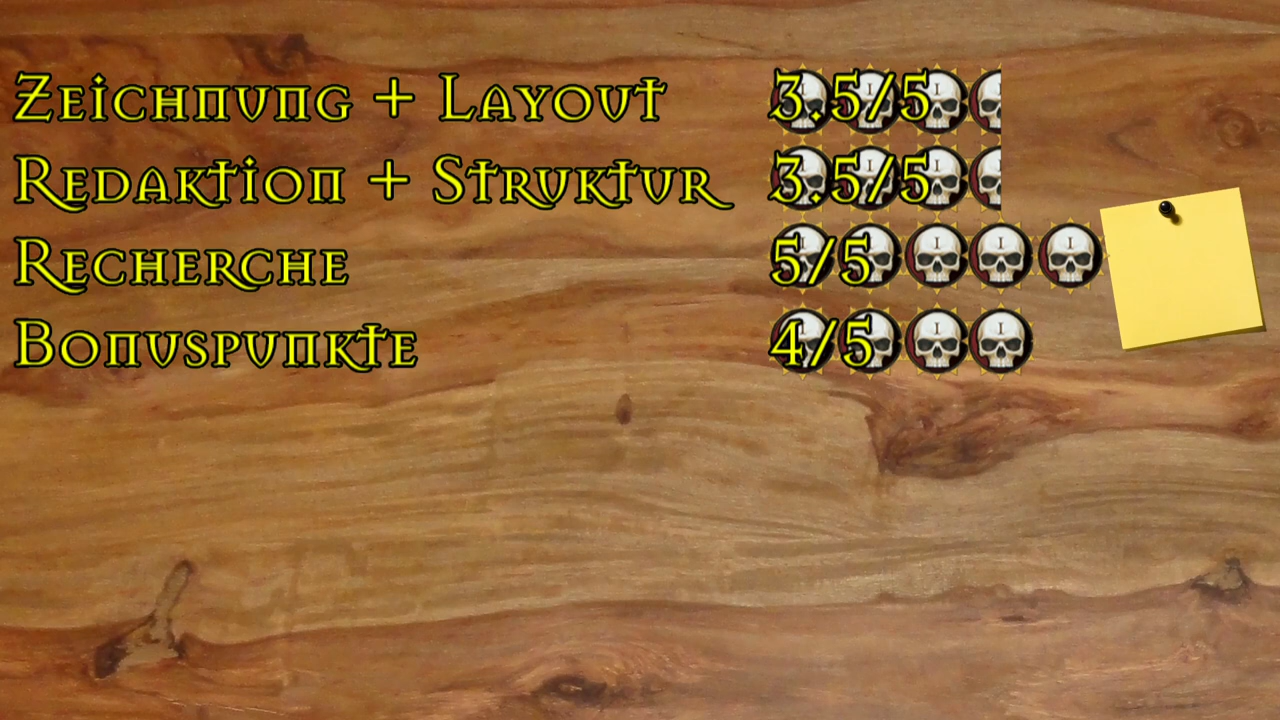 Zeichnung + Layout 3.5/5
Redaktion + Struktur 3.5/5
Recherche 5/5
Bonuspunkte 4/5